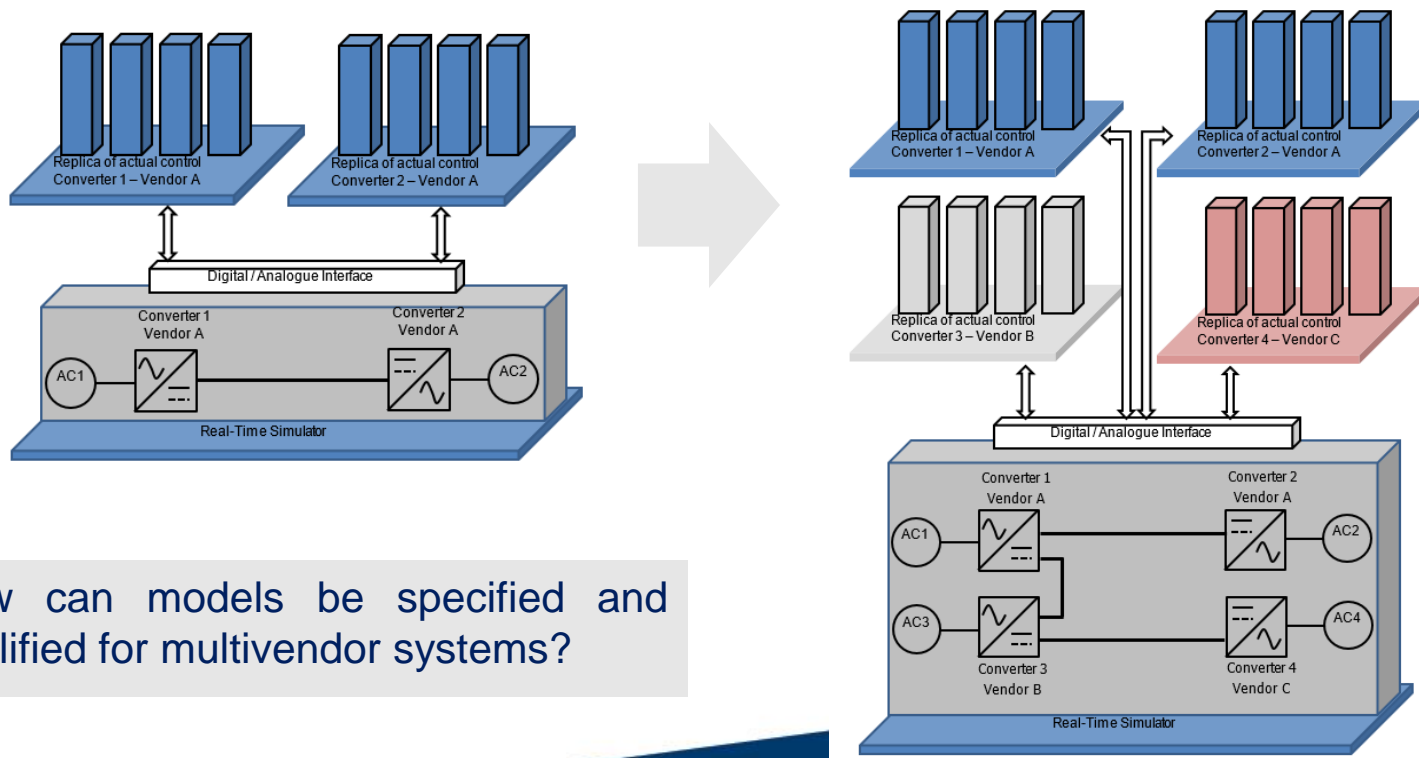 Replica of actual control
Converter 1 – Vendor A
Replica of actual control
Converter 2 – Vendor A
Digital / Analogue Interface
Converter 1
Vendor A
Converter 2
Vendor A
AC1
AC2
Real-Time Simulator
can models be specified and
for multivendor systems?
Replica of actual control
Converter 1 – Vendor A
Replica of actual control
Converter 2 – Vendor A
Replica of actual control
Converter 3 – Vendor B
Replica of actual control
Converter 4 – Vendor C
Digital / Analogue Interface
Converter 1
Vendor A
Converter 2
Vendor A
AC1
AC2
AC3
AC4
Converter 3
Vendor B
Converter 4
Vendor C
Real-Time Simulator